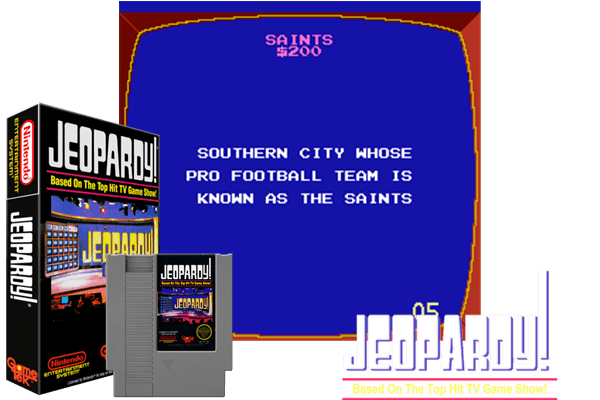 SAINTS
$200
SOUTHERN CITY WHOSE
PRO FOOTBALL TEAM IS
KNOWN AS THE SAINTS
05
Nintendo
ENTERTAINMENT
SYSTEM
JEOPARDY!
Based On The Top Hit TV Game Show!
JEOPARDY!
JEOPARDY!
GameTek
Nintendo
ENTERTAINMENT
SYSTEM
JEOPARDY!
Based On The Top Hit TV Game Show!
JEOPARDY!
JEOPARDY!
Based On The Top Hit TV Game Show!